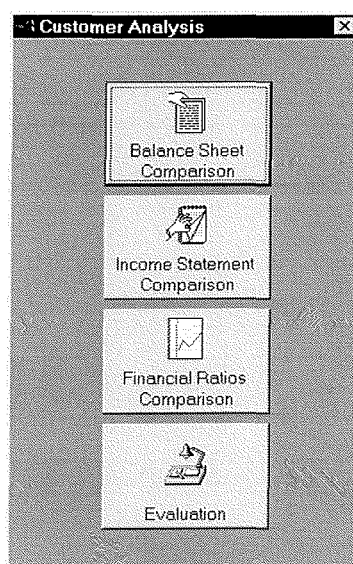 Customer Analysis
Balance Sheet
Comparison
Income Statement
Comparison
Financial Ratios
Comparison
Evaluation